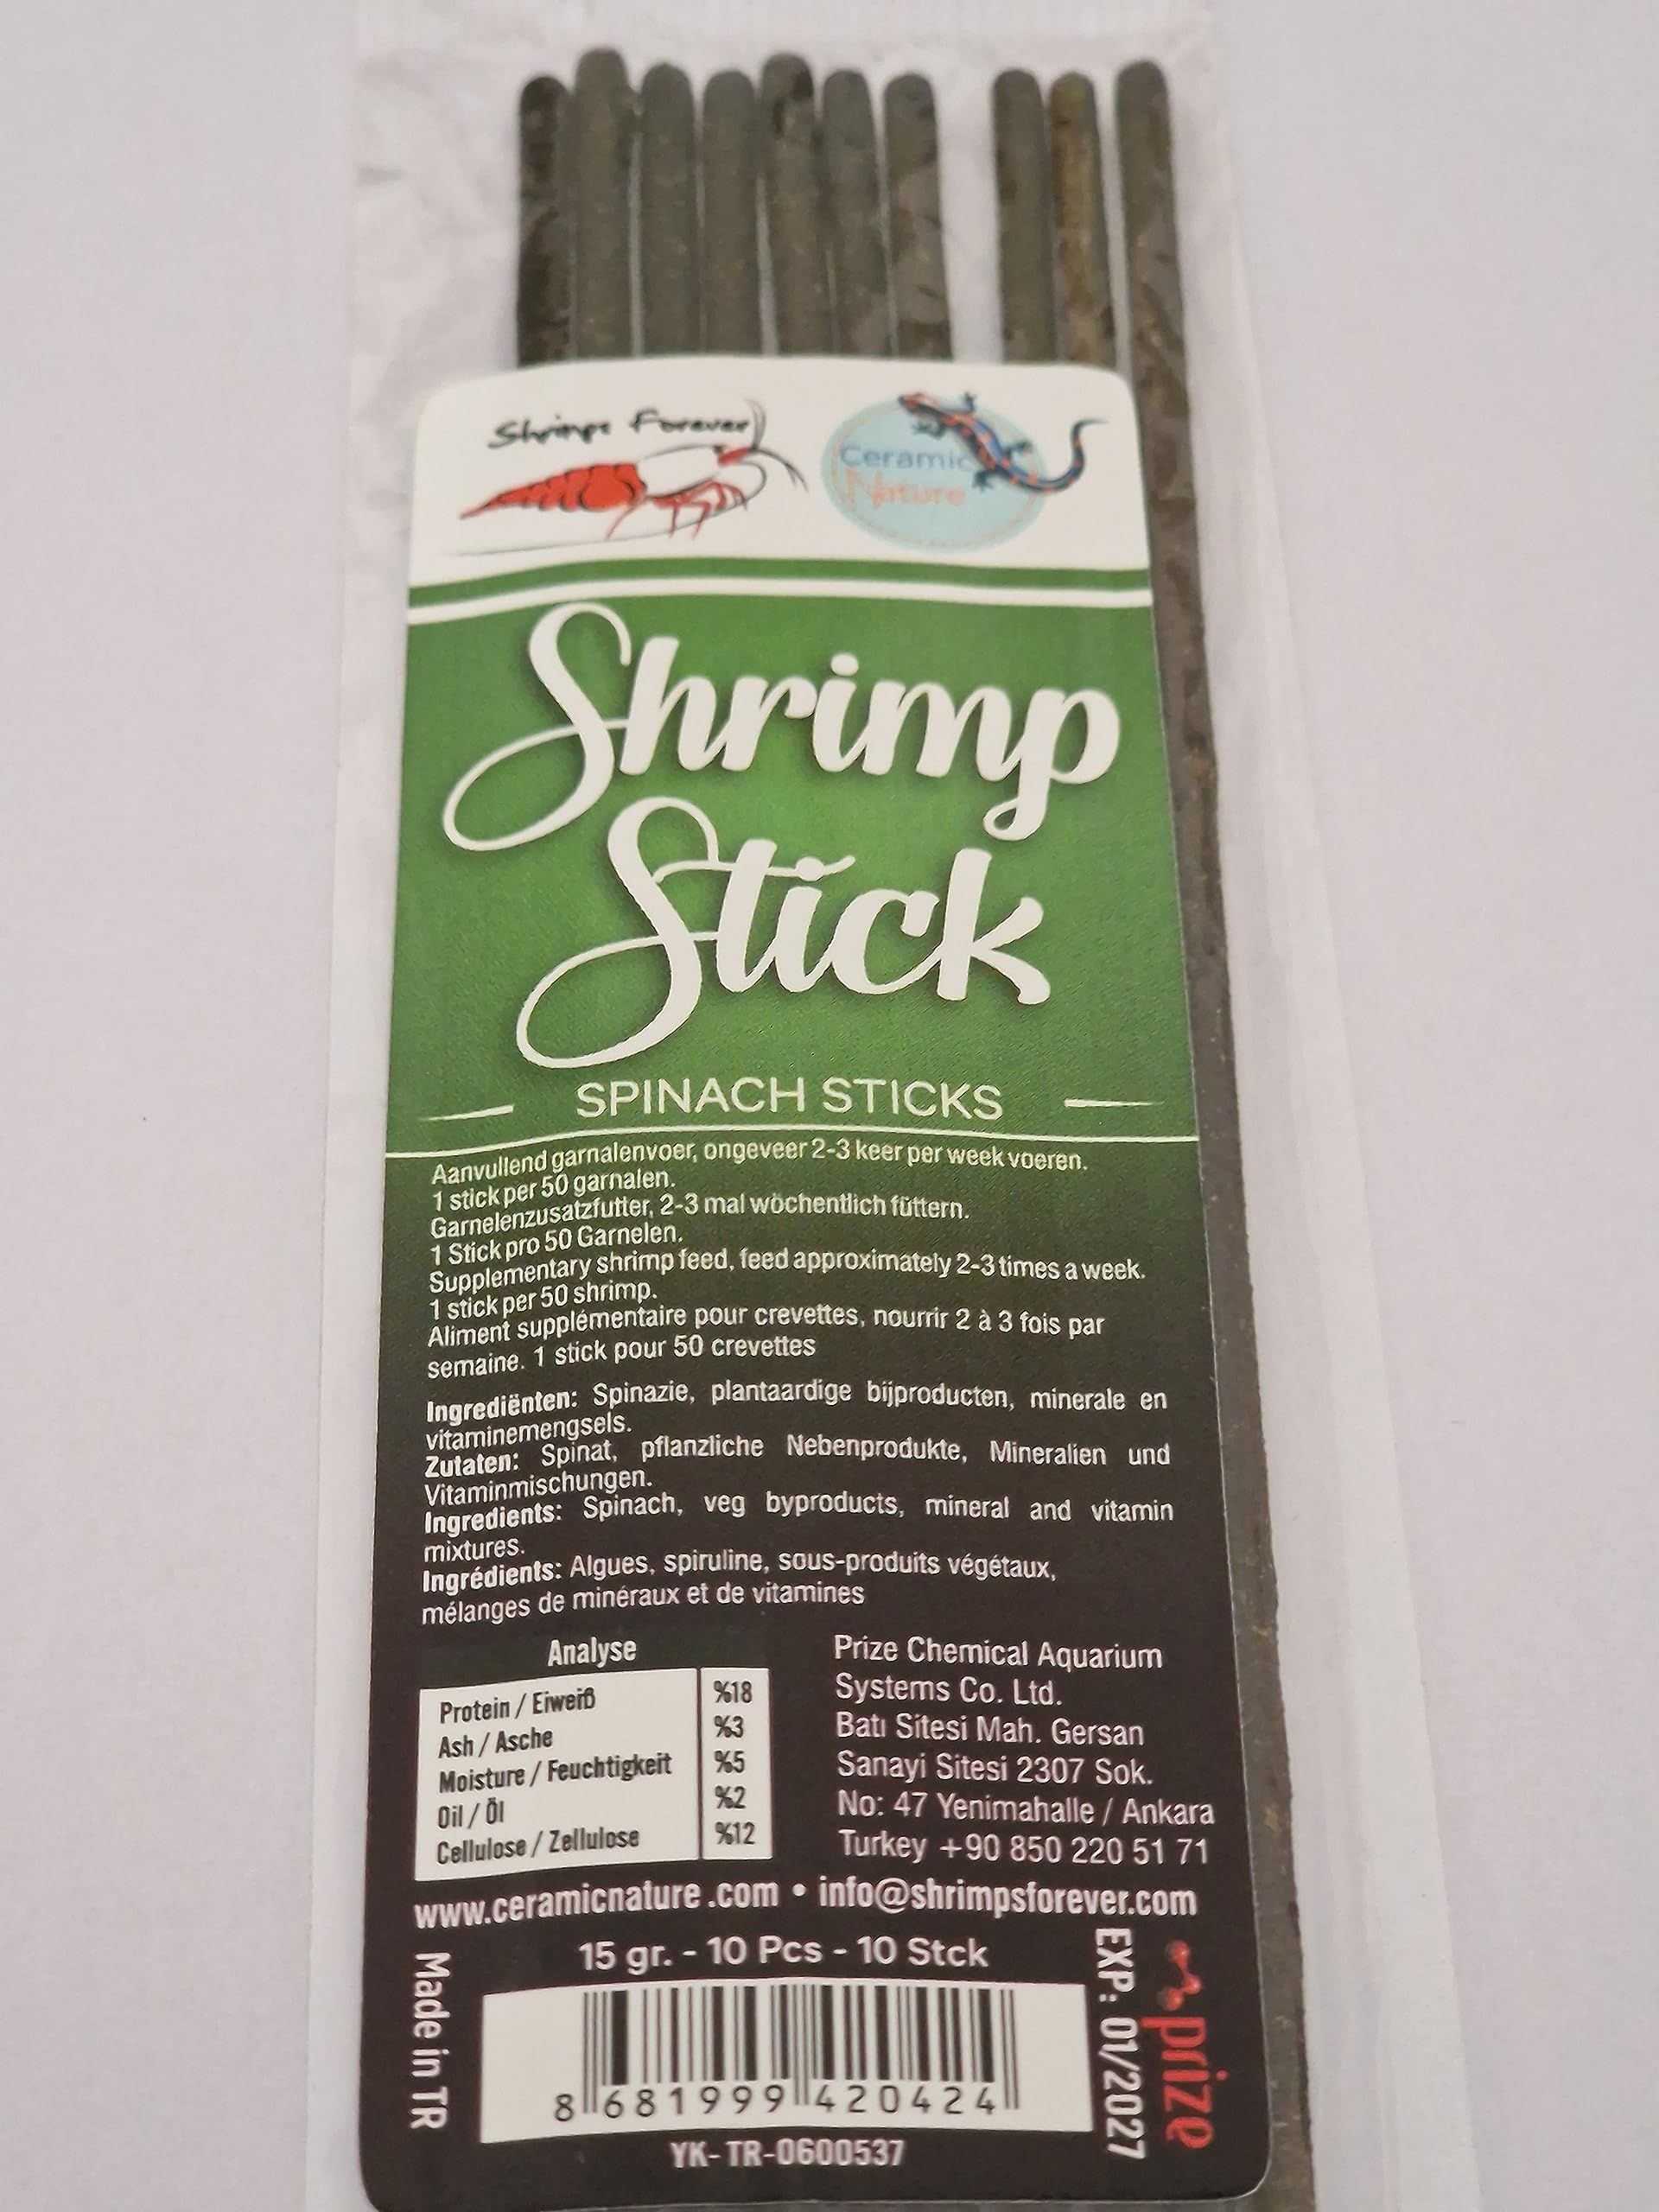 Shrimps Forever
Ceramic
Nature
Shrimp
Stick
SPINACH STICKS
Aanvullend garnalenvoer, ongeveer 2-3 keer per week voeren.
1 stick per 50 garnalen.
Garnelenzusatzfutter, 2-3 mal wöchentlich füttern.
1 Stick pro 50 Garnelen.
Supplementary shrimp feed, feed approximately 2-3 times a week.
1 stick per 50 shrimp.
Aliment supplémentaire pour crevettes, nourrir 2 à 3 fois par
semaine. 1 stick pour 50 crevettes
Ingrediënten: Spinazie, plantaardige bijproducten, minerale en
vitaminemengsels.
Zutaten: Spinat, pflanzliche Nebenprodukte, Mineralien und
Vitaminmischungen.
Ingredients: Spinach, veg byproducts, mineral and vitamin
mixtures.
Ingrédients: Algues, spiruline, sous-produits végétaux,
mélanges de minéraux et de vitamines
Analyse
Protein / Eiweiß %18
Ash / Asche %3
Moisture / Feuchtigkeit %5
Oil / Öl %2
Cellulose / Zellulose %12
Prize Chemical Aquarium
Systems Co. Ltd.
Batı Sitesi Mah. Gersan
Sanayi Sitesi 2307 Sok.
No: 47 Yenimahalle / Ankara
Turkey +90 850 220 51 71
www.ceramicnature.com • info@shrimpsforever.com
15 gr. - 10 Pcs - 10 Stck
Made in TR
8 681999 420424
YK-TR-0600537
EXP: 01/2027
prize